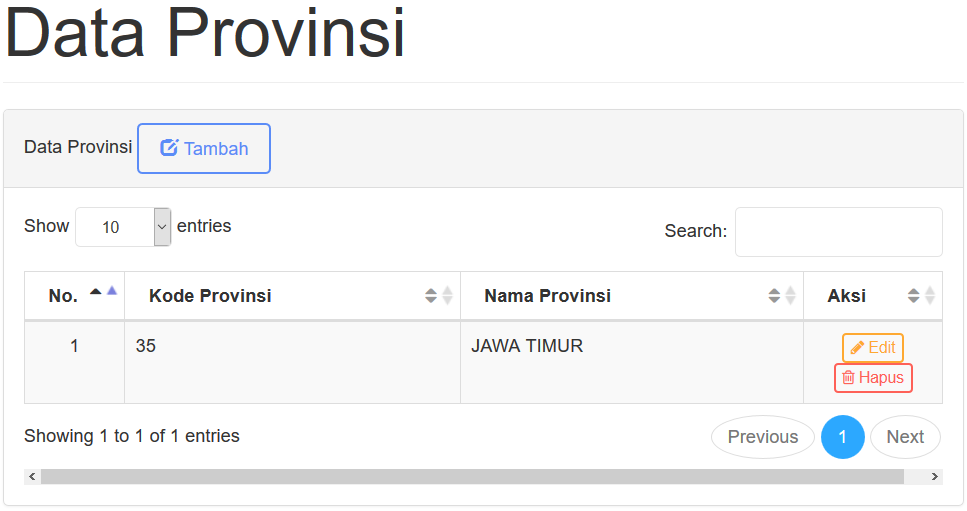 Data Provinsi
Data Provinsi Tambah
Show 10 entries Search:
No. Kode Provinsi Nama Provinsi Aksi
1 35 JAWA TIMUR Edit
Hapus
Showing 1 to 1 of 1 entries Previous 1 Next